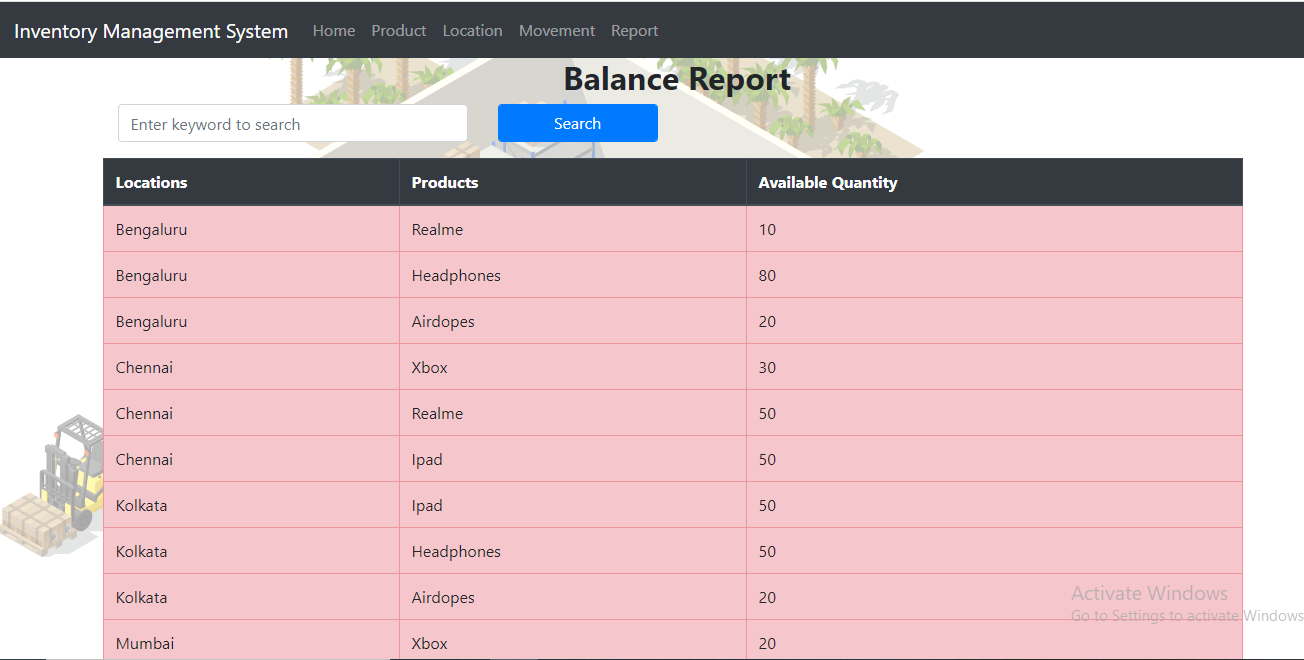 Inventory Management System Home Product Location Movement Report
Balance Report
Enter keyword to search Search
Locations Products Available Quantity
Bengaluru Realme 10
Bengaluru Headphones 80
Bengaluru Airdopes 20
Chennai Xbox 30
Chennai Realme 50
Chennai Ipad 50
Kolkata Ipad 50
Kolkata Headphones 50
Kolkata Airdopes 20
Activate Windows
Go to Settings to activate Windows
Mumbai Xbox 20